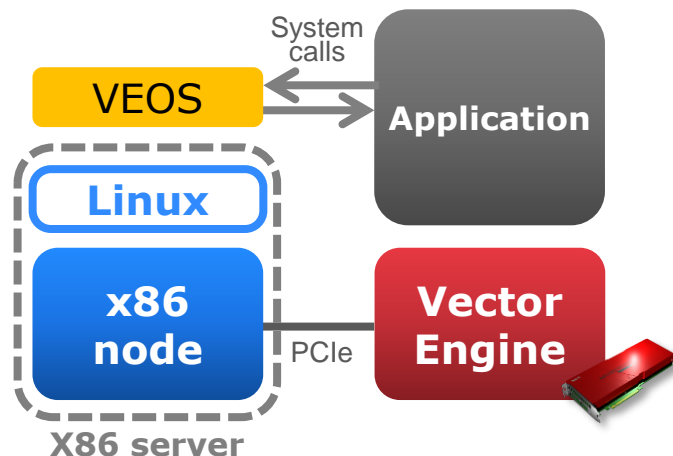 System
calls
VEOS
Application
Linux
x86
node
PCIe
Vector
Engine
X86 server